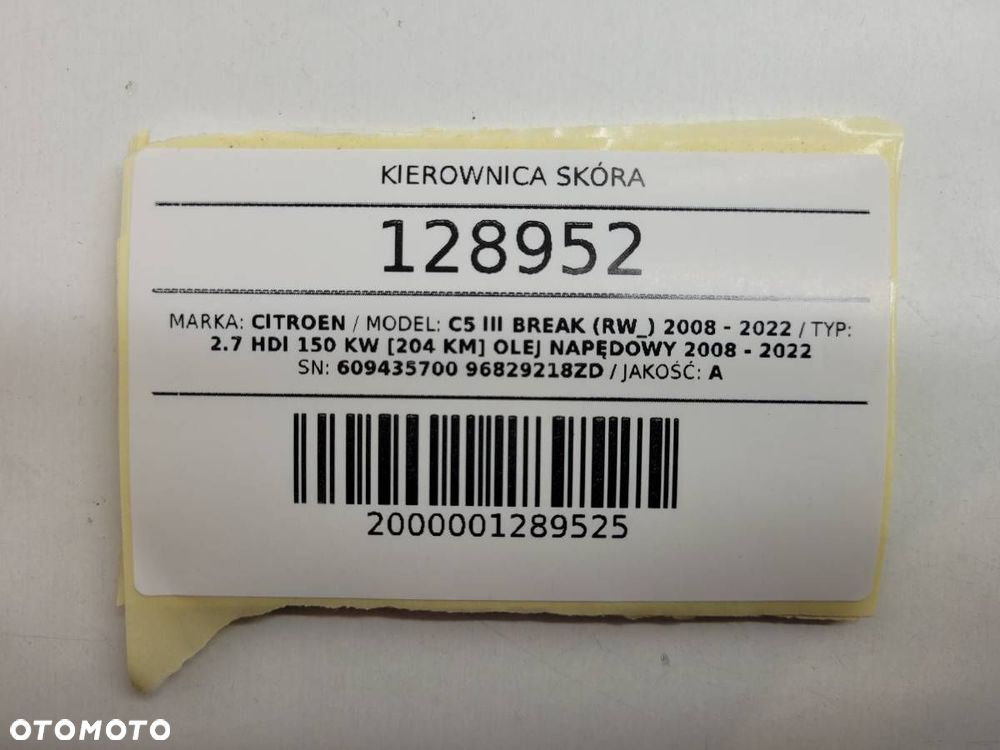 KIEROWNICA SKÓRA
128952
MARKA: CITROEN / MODEL: C5 III BREAK (RW_) 2008 - 2022 / TYP:
2.7 HDI 150 KW [204 KM] OLEJ NAPĘDOWY 2008 - 2022
SN: 609435700 96829218ZD / JAKOŚĆ: A
2000001289525
OTOMOTO